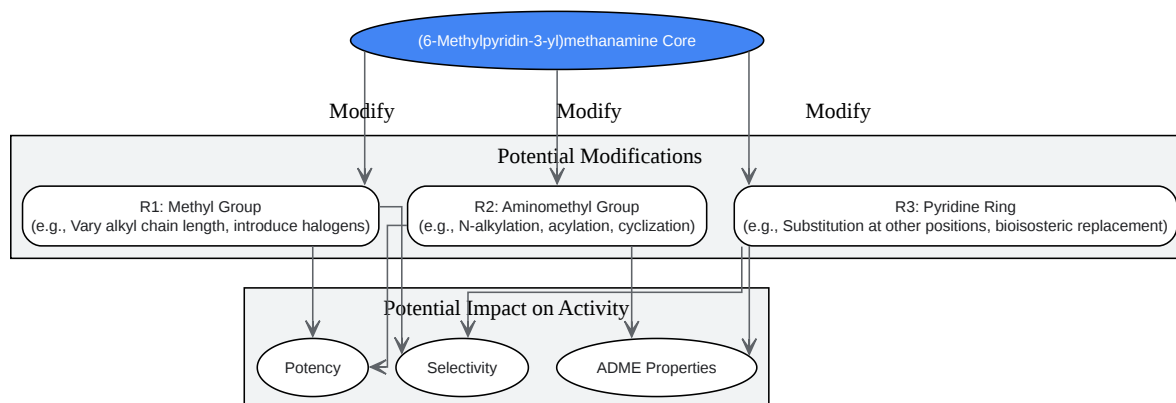 (6-Methylpyridin-3-yl)methanamine Core
Modify
Modify
Modify
Potential Modifications
R1: Methyl Group
(e.g., Vary alkyl chain length, introduce halogens)
R2: Aminomethyl Group
(e.g., N-alkylation, acylation, cyclization)
R3: Pyridine Ring
(e.g., Substitution at other positions, bioisosteric replacement)
Potential Impact on Activity
Potency
Selectivity
ADME Properties